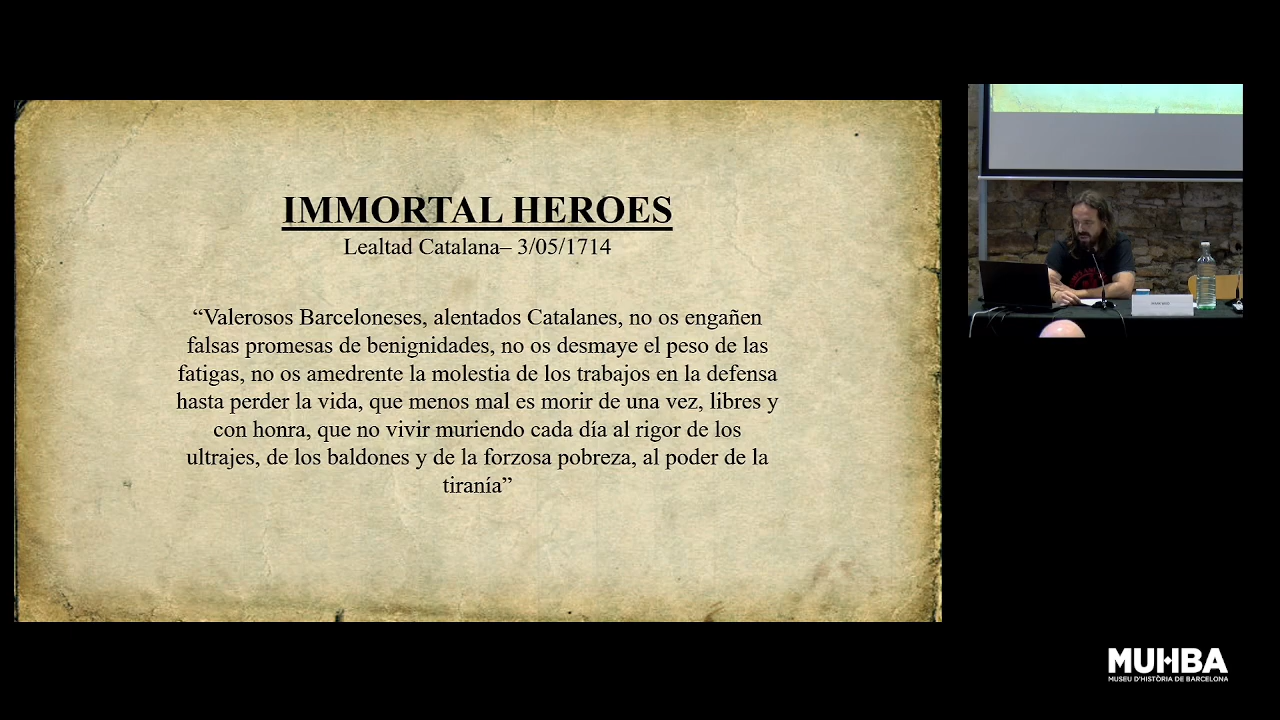 IMMORTAL HEROES
Lealtad Catalana– 3/05/1714
“Valerosos Barceloneses, alentados Catalanes, no os engañen
falsas promesas de benignidades, no os desmaye el peso de las
fatigas, no os amedrente la molestia de los trabajos en la defensa
hasta perder la vida, que menos mal es morir de una vez, libres y
con honra, que no vivir muriendo cada día al rigor de los
ultrajes, de los baldones y de la forzosa pobreza, al poder de la
tiranía”
MUHBA
MUSEU D'HISTÒRIA DE BARCELONA